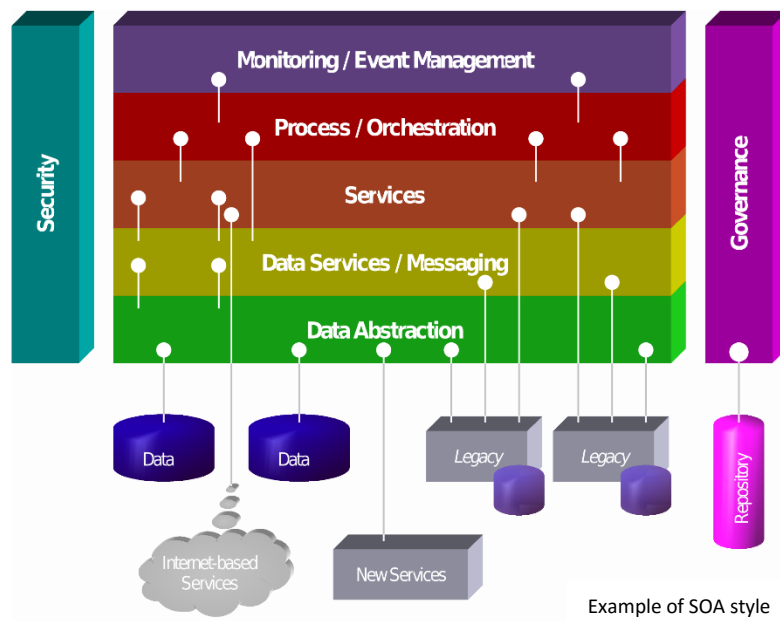 Monitoring / Event Management
Process / Orchestration
Services
Data Services / Messaging
Data Abstraction
Security
Governance
Data
Data
Legacy
Legacy
Repository
Internet-based
Services
New Services
Example of SOA style